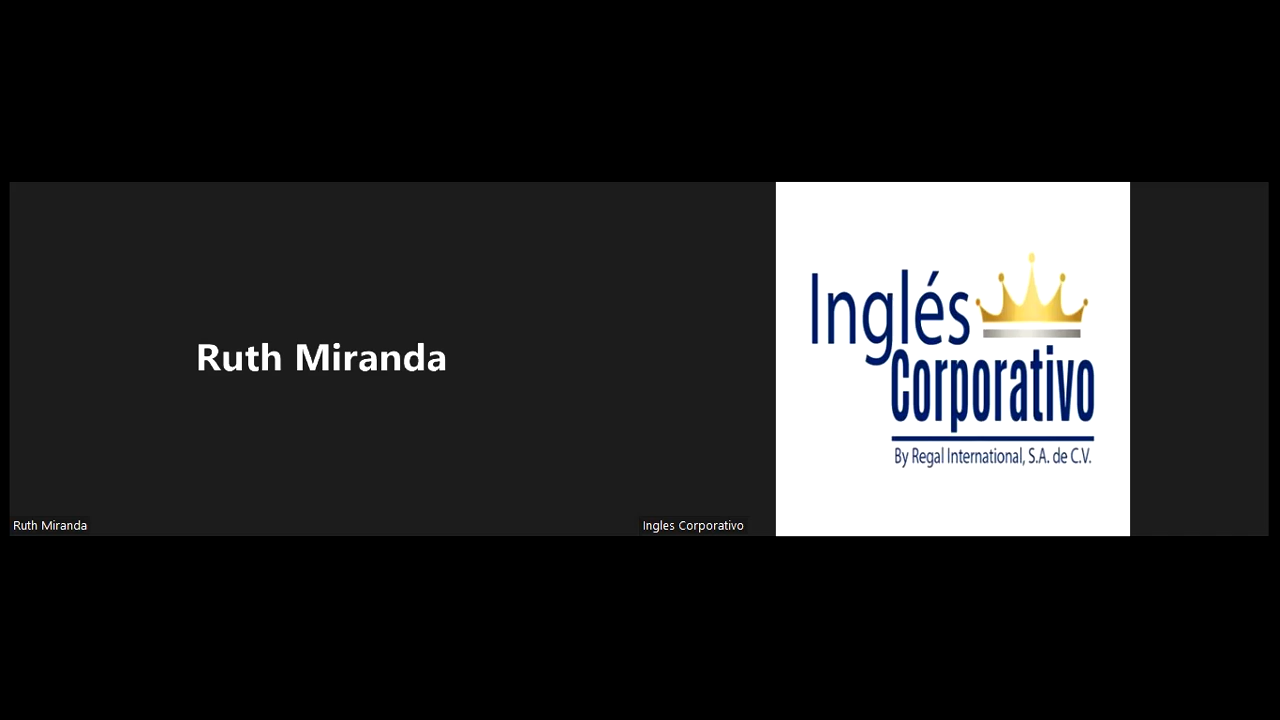 Ruth Miranda
Ruth Miranda
Ingles Corporativo
Inglés
Corporativo
By Regal International, S.A. de C.V.